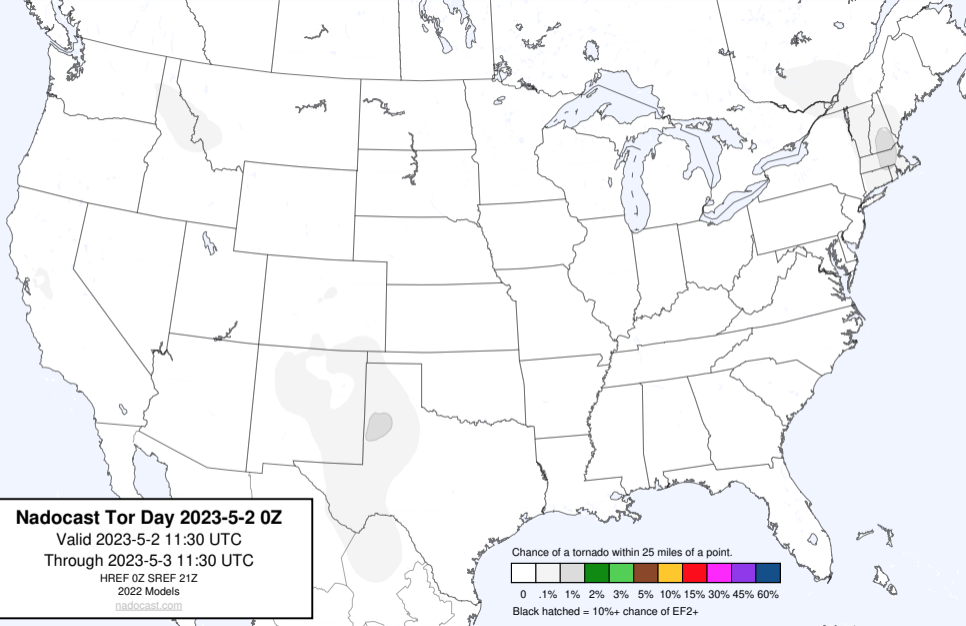 Nadocast Tor Day 2023-5-2 0Z
Valid 2023-5-2 11:30 UTC
Through 2023-5-3 11:30 UTC
HREF 0Z SREF 21Z
2022 Models
nadocast.com
Chance of a tornado within 25 miles of a point.
0 .1% 1% 2% 3% 5% 10% 15% 30% 45% 60%
Black hatched = 10%+ chance of EF2+